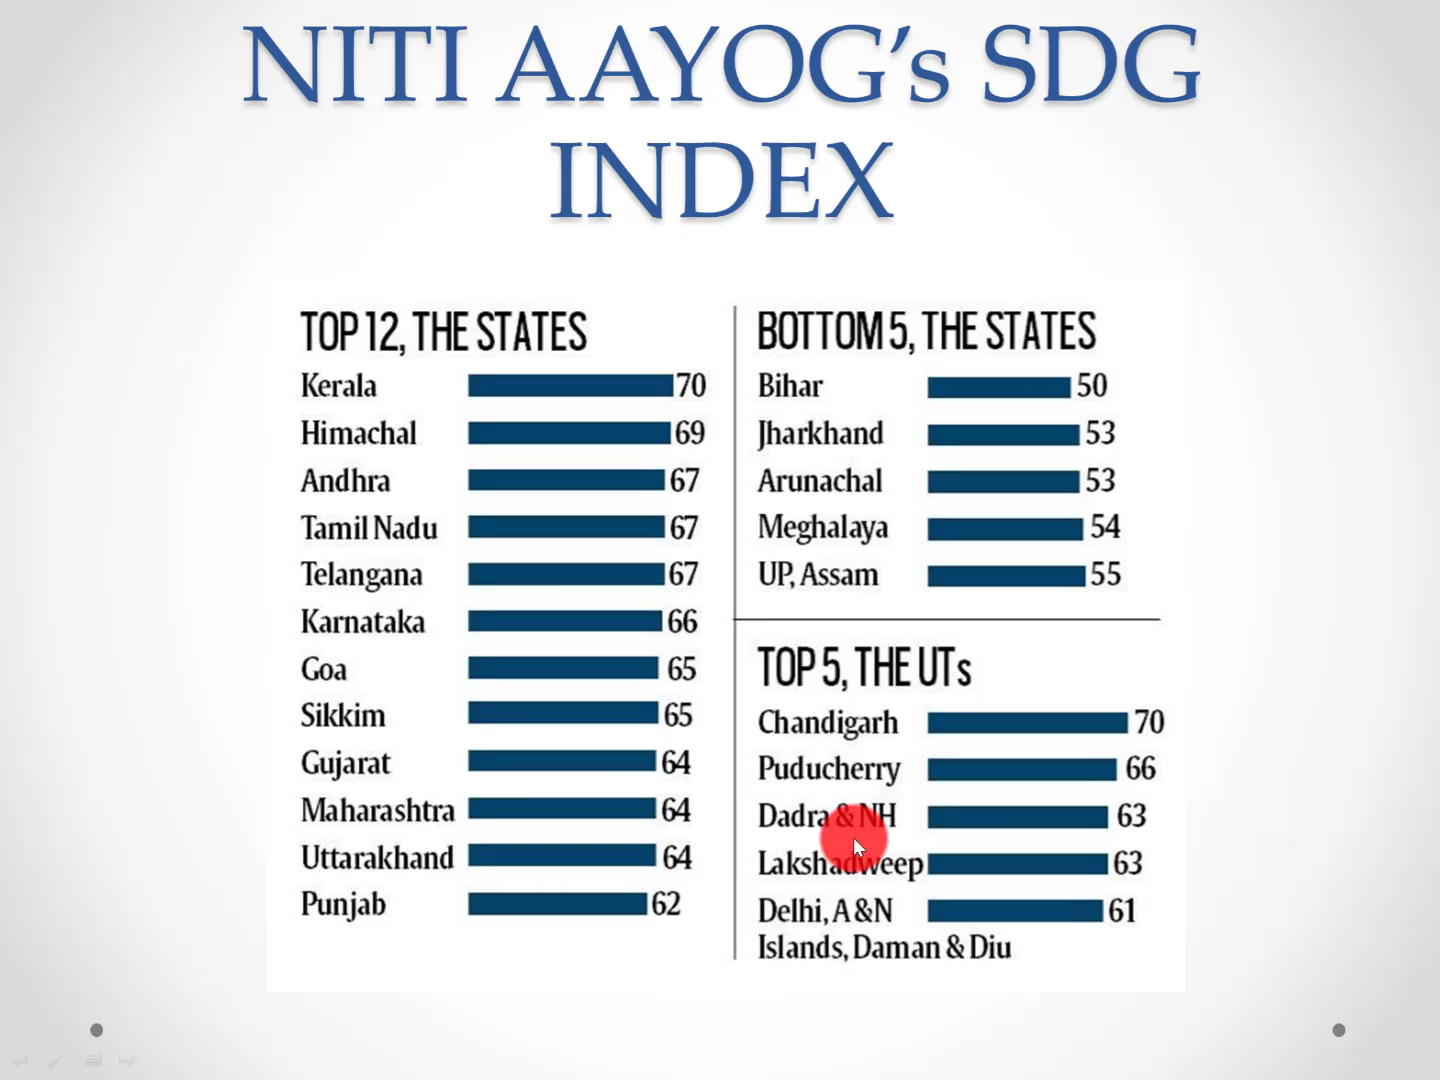 NITI AAYOG's SDG
INDEX
TOP 12, THE STATES
Kerala 70
Himachal 69
Andhra 67
Tamil Nadu 67
Telangana 67
Karnataka 66
Goa 65
Sikkim 65
Gujarat 64
Maharashtra 64
Uttarakhand 64
Punjab 62
BOTTOM 5, THE STATES
Bihar 50
Jharkhand 53
Arunachal 53
Meghalaya 54
UP, Assam 55
TOP 5, THE UTs
Chandigarh 70
Puducherry 66
Dadra & NH 63
Lakshadweep 63
Delhi, A&N 61
Islands, Daman & Diu